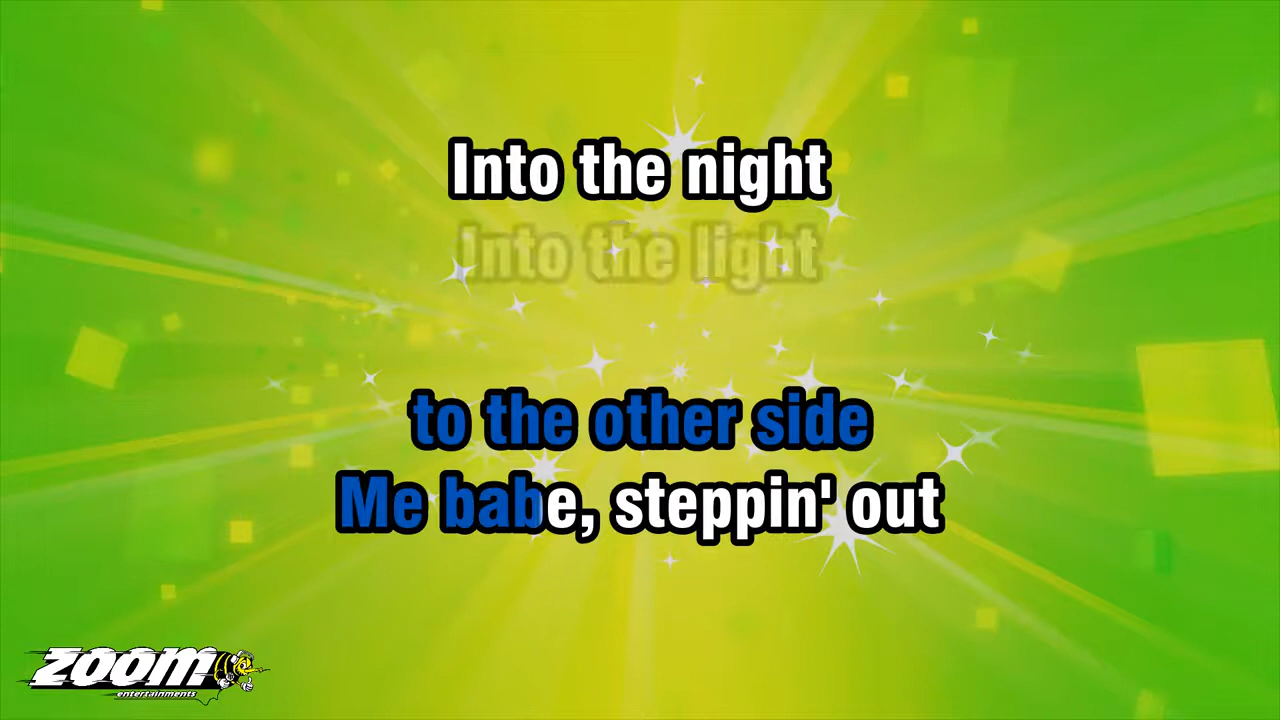 Into the night
Into the light
to the other side
Me babe, steppin' out
ZOOM
entertainments